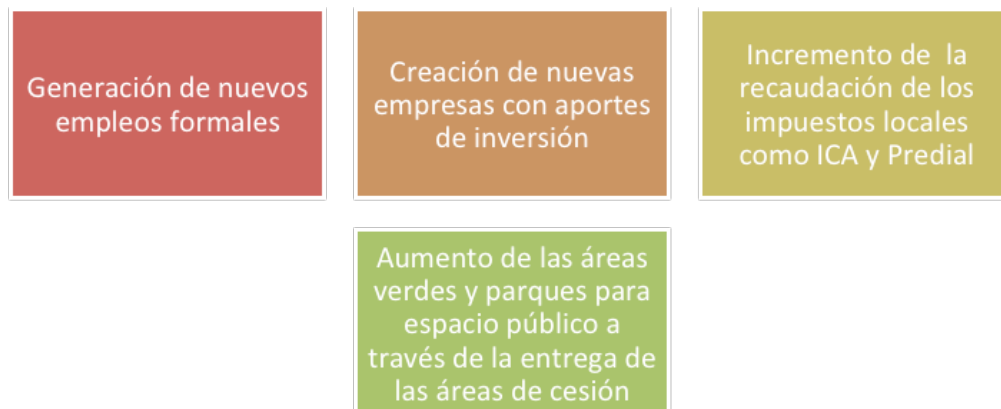 Generación de nuevos
empleos formales
Creación de nuevas
empresas con aportes
de inversión
Incremento de  la
recaudación de los
impuestos locales
como ICA y Predial
Aumento de las áreas
verdes y parques para
espacio público a
través de la entrega de
las áreas de cesión